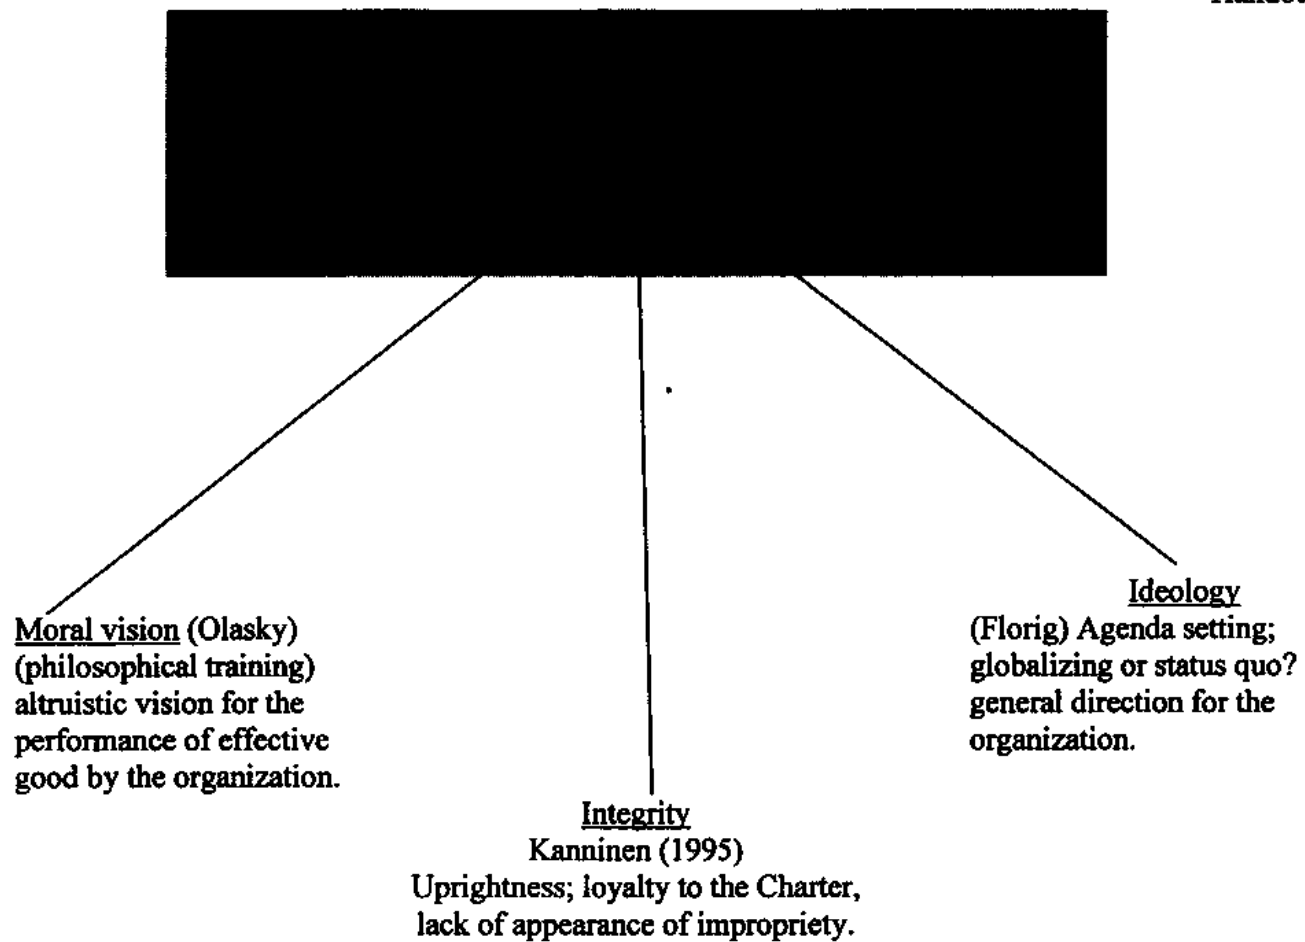 Moral vision (Olasky)
(philosophical training)
altruistic vision for the
performance of effective
good by the organization.
Integrity
Kanninen (1995)
Uprightness; loyalty to the Charter,
lack of appearance of impropriety.
Ideology
(Florig) Agenda setting;
globalizing or status quo?
general direction for the
organization.